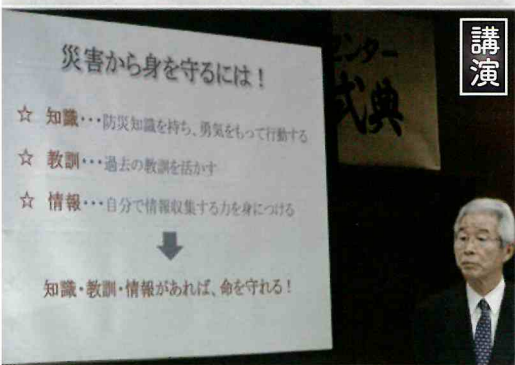 災害から身を守るには！
☆ 知識･･･防災知識を持ち、勇気をもって行動する
☆ 教訓･･･過去の教訓を活かす
☆ 情報･･･自分で情報収集する力を身につける
知識・教訓・情報があれば、命を守れる！
センター
式典
講演